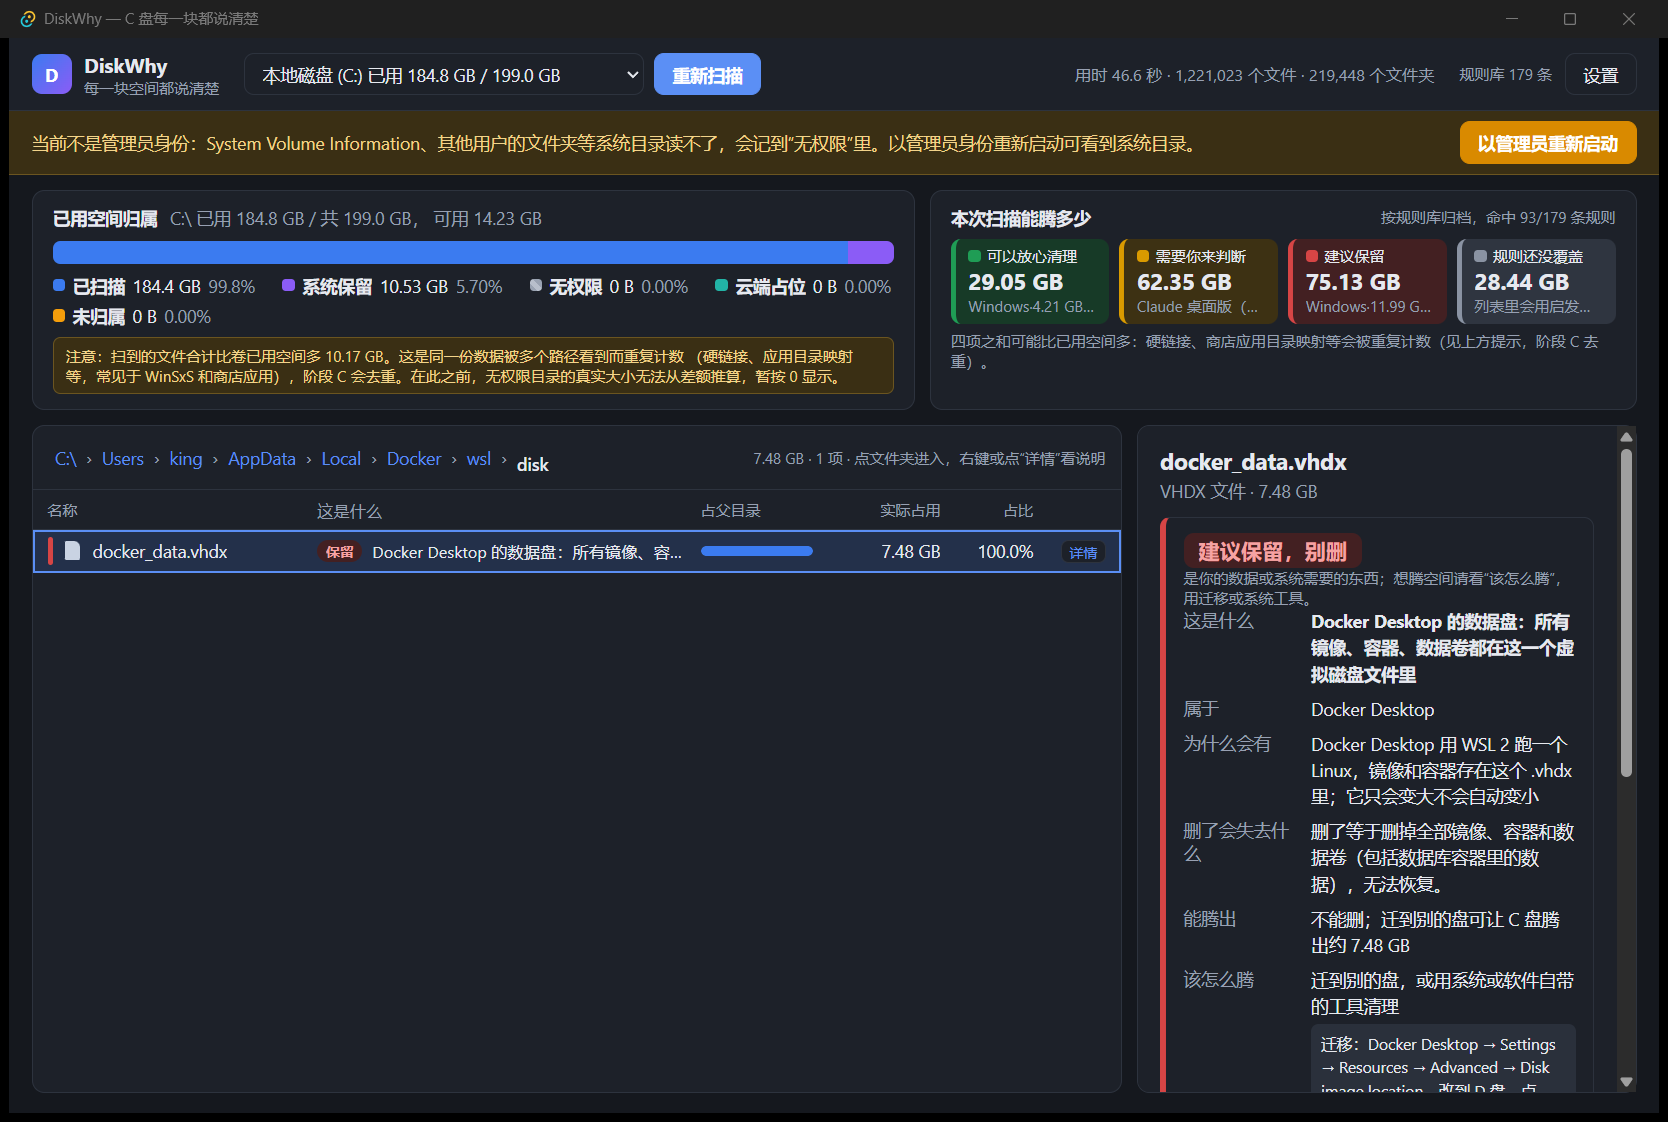 DiskWhy — C 盘每一块都说清楚
D
DiskWhy
每一块空间都说清楚
本地磁盘 (C:) 已用 184.8 GB / 199.0 GB
重新扫描
用时 46.6 秒 · 1,221,023 个文件 · 219,448 个文件夹
规则库 179 条
设置
当前不是管理员身份：System Volume Information、其他用户的文件夹等系统目录读不了，会记到“无权限”里。以管理员身份重新启动可看到系统目录。
以管理员重新启动
已用空间归属 C:\ 已用 184.8 GB / 共 199.0 GB， 可用 14.23 GB
已扫描 184.4 GB 99.8% 系统保留 10.53 GB 5.70% 无权限 0 B 0.00% 云端占位 0 B 0.00%
未归属 0 B 0.00%
注意：扫到的文件合计比卷已用空间多 10.17 GB。这是同一份数据被多个路径看到而重复计数 （硬链接、应用目录映射
等，常见于 WinSxS 和商店应用），阶段 C 会去重。在此之前，无权限目录的真实大小无法从差额推算，暂按 0 显示。
本次扫描能腾多少
按规则库归档，命中 93/179 条规则
可以放心清理
29.05 GB
Windows·4.21 GB...
需要你来判断
62.35 GB
Claude 桌面版（...
建议保留
75.13 GB
Windows·11.99 G...
规则还没覆盖
28.44 GB
列表里会用启发...
四项之和可能比已用空间多：硬链接、商店应用目录映射等会被重复计数（见上方提示，阶段 C 去
重）。
C:\ › Users › king › AppData › Local › Docker › wsl › disk
7.48 GB · 1 项 · 点文件夹进入，右键或点“详情”看说明
名称 这是什么 占父目录 实际占用 占比
docker_data.vhdx 保留 Docker Desktop 的数据盘：所有镜像、容... 7.48 GB 100.0% 详情
docker_data.vhdx
VHDX 文件 · 7.48 GB
建议保留，别删
是你的数据或系统需要的东西；想腾空间请看“该怎么腾”，
用迁移或系统工具。
这是什么
Docker Desktop 的数据盘：所有
镜像、容器、数据卷都在这一个虚
拟磁盘文件里
属于
Docker Desktop
为什么会有
Docker Desktop 用 WSL 2 跑一个
Linux，镜像和容器存在这个 .vhdx
里；它只会变大不会自动变小
删了会失去什
么
删了等于删掉全部镜像、容器和数
据卷（包括数据库容器里的数
据），无法恢复。
能腾出
不能删；迁到别的盘可让 C 盘腾
出约 7.48 GB
该怎么腾
迁到别的盘，或用系统或软件自带
的工具清理
迁移：Docker Desktop → Settings
→ Resources → Advanced → Disk
image location，改到 D 盘，点